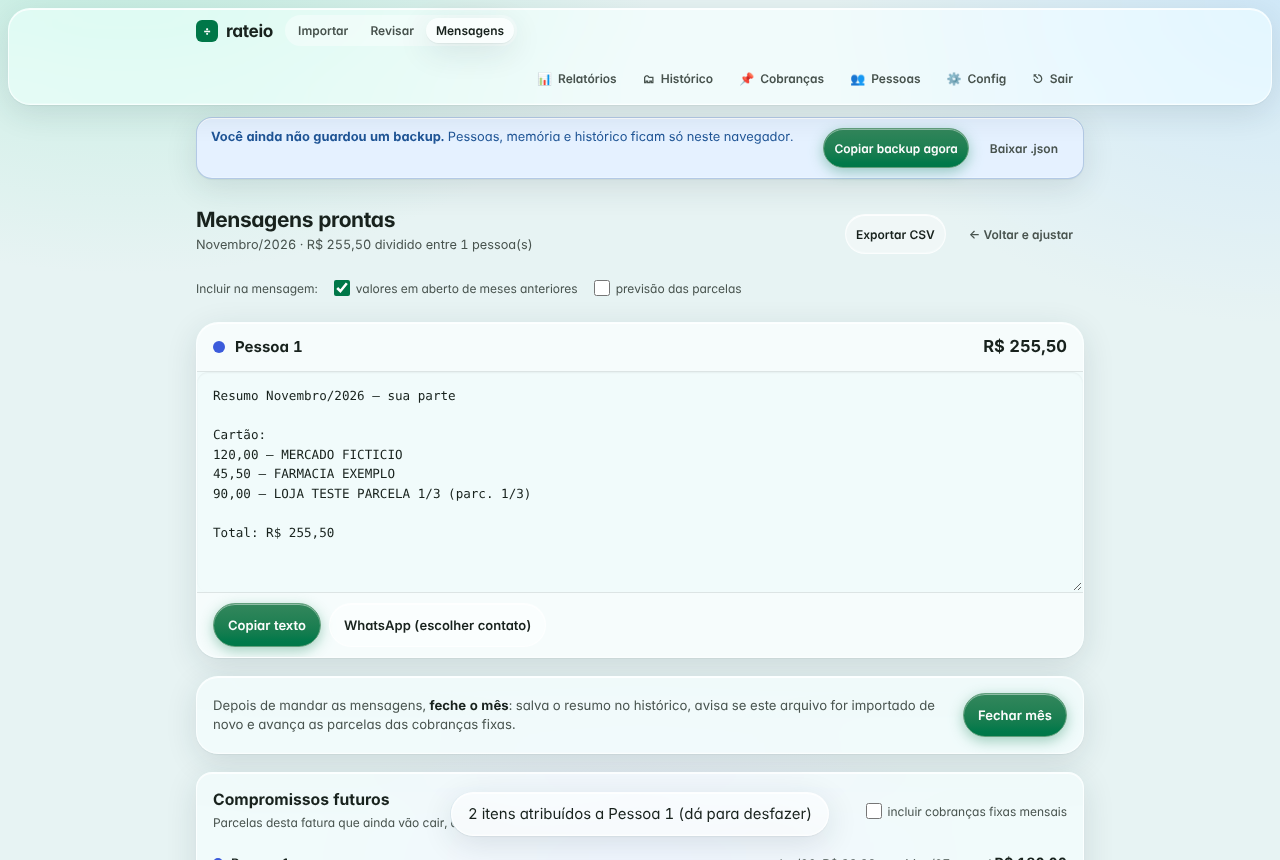 ÷ rateio Importar Revisar Mensagens
Relatórios Histórico Cobranças Pessoas Config Sair
Você ainda não guardou um backup. Pessoas, memória e histórico ficam só neste navegador.
Copiar backup agora Baixar .json
Mensagens prontas
Novembro/2026 · R$ 255,50 dividido entre 1 pessoa(s)
Exportar CSV ← Voltar e ajustar
Incluir na mensagem: valores em aberto de meses anteriores previsão das parcelas
Pessoa 1 R$ 255,50
Resumo Novembro/2026 — sua parte
Cartão:
120,00 — MERCADO FICTICIO
45,50 — FARMACIA EXEMPLO
90,00 — LOJA TESTE PARCELA 1/3 (parc. 1/3)
Total: R$ 255,50
Copiar texto WhatsApp (escolher contato)
Depois de mandar as mensagens, feche o mês: salva o resumo no histórico, avisa se este arquivo for importado de
novo e avança as parcelas das cobranças fixas.
Fechar mês
Compromissos futuros
Parcelas desta fatura que ainda vão cair,
2 itens atribuídos a Pessoa 1 (dá para desfazer)
incluir cobranças fixas mensais